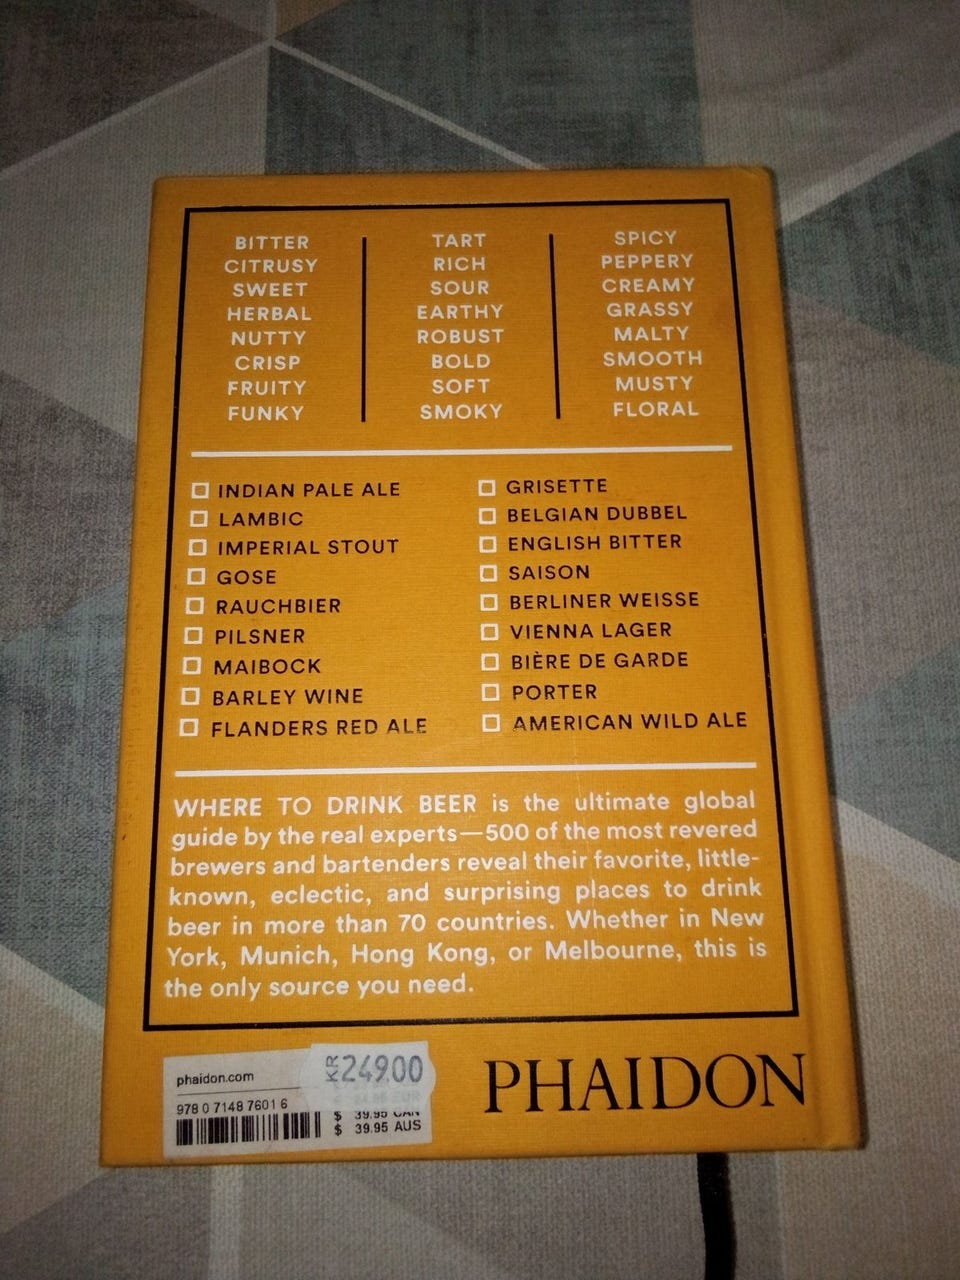 BITTER
CITRUSY
SWEET
HERBAL
NUTTY
CRISP
FRUITY
FUNKY
TART
RICH
SOUR
EARTHY
ROBUST
BOLD
SOFT
SMOKY
SPICY
PEPPERY
CREAMY
GRASSY
MALTY
SMOOTH
MUSTY
FLORAL
INDIAN PALE ALE
LAMBIC
IMPERIAL STOUT
GOSE
RAUCHBIER
PILSNER
MAIBOCK
BARLEY WINE
FLANDERS RED ALE
GRISETTE
BELGIAN DUBBEL
ENGLISH BITTER
SAISON
BERLINER WEISSE
VIENNA LAGER
BIÈRE DE GARDE
PORTER
AMERICAN WILD ALE
WHERE TO DRINK BEER is the ultimate global
guide by the real experts—500 of the most revered
brewers and bartenders reveal their favorite, little-
known, eclectic, and surprising places to drink
beer in more than 70 countries. Whether in New
York, Munich, Hong Kong, or Melbourne, this is
the only source you need.
phaidon.com
KR 249.00
978 0 7148 7601 6
$ 39.95 CAN
$ 39.95 AUS
PHAIDON